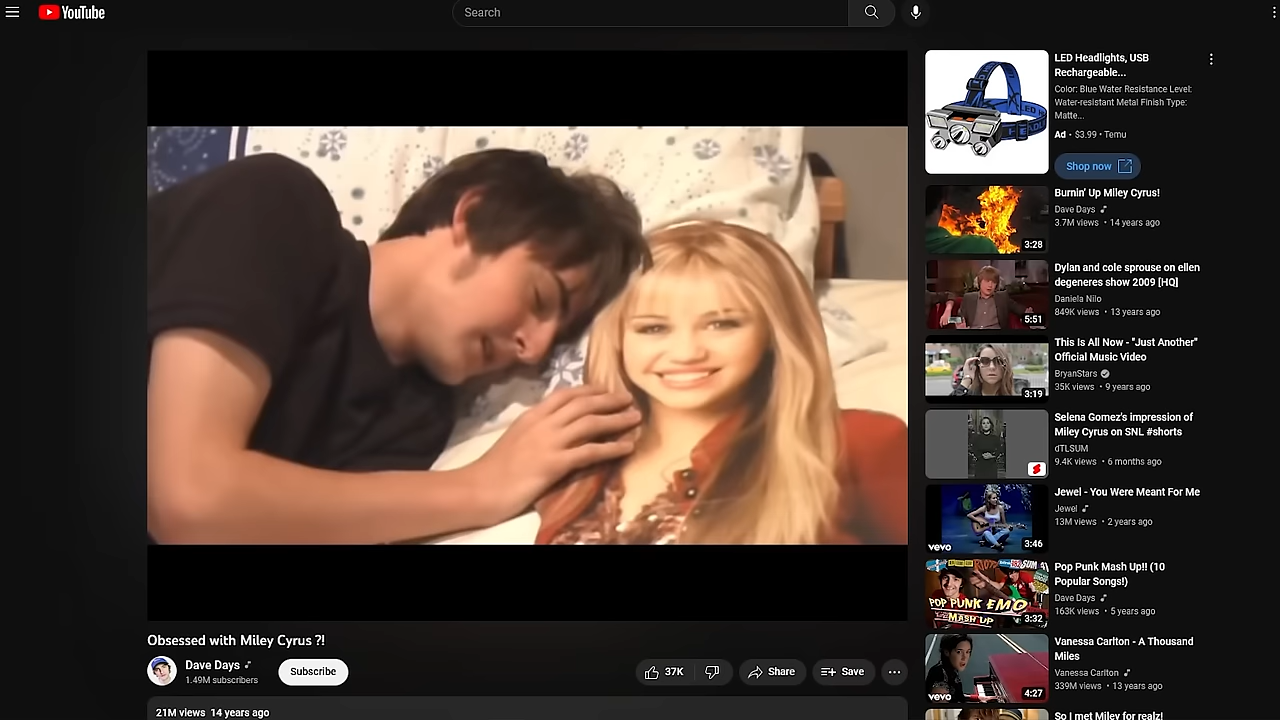 YouTube
Search
LED Headlights, USB
Rechargeable...
Color: Blue Water Resistance Level:
Water-resistant Metal Finish Type:
Matte...
Ad • $3.99 • Temu
Shop now
Burnin' Up Miley Cyrus!
Dave Days
3.7M views • 14 years ago
3:28
Dylan and cole sprouse on ellen
degeneres show 2009 [HQ]
Daniela Nilo
849K views • 13 years ago
5:51
This Is All Now - "Just Another"
Official Music Video
BryanStars
35K views • 9 years ago
3:19
Selena Gomez's impression of
Miley Cyrus on SNL #shorts
dTLSUM
9.4K views • 6 months ago
Jewel - You Were Meant For Me
Jewel
13M views • 2 years ago
vevo
3:46
Pop Punk Mash Up!! (10
Popular Songs!)
Dave Days
163K views • 5 years ago
POP PUNK EMO
MASH UP
3:32
Vanessa Carlton - A Thousand
Miles
Vanessa Carlton
339M views • 13 years ago
vevo
4:27
So I met Miley for realz!
Obsessed with Miley Cyrus ?!
Dave Days
1.49M subscribers
Subscribe
37K
Share
Save
21M views 14 years ago